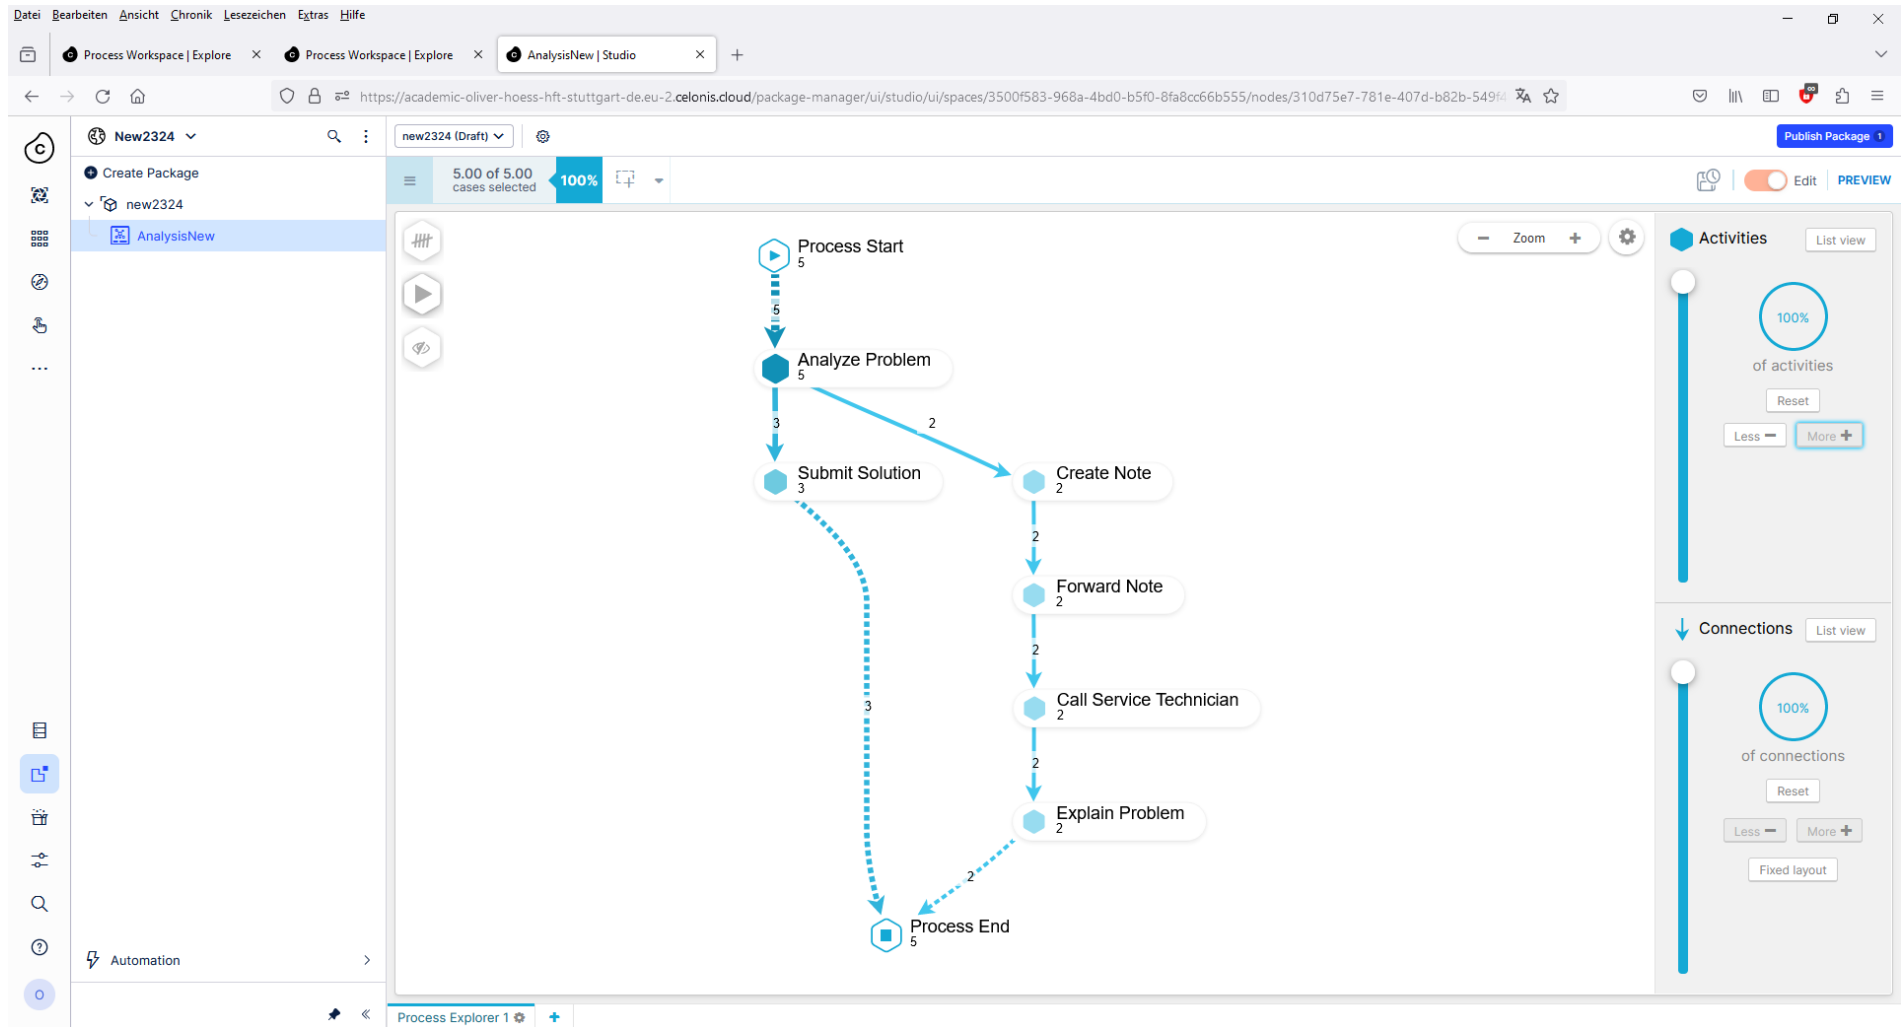 Datei Bearbeiten Ansicht Chronik Lesezeichen Extras Hilfe
Process Workspace | Explore
Process Workspace | Explore
AnalysisNew | Studio
https://academic-oliver-hoess-hft-stuttgart-de.eu-2.celonis.cloud/package-manager/ui/studio/ui/spaces/3500f583-968a-4bd0-b5f0-8fa8cc66b555/nodes/310d75e7-781e-407d-b82b-549f4
New2324
new2324 (Draft)
Publish Package 1
Create Package
new2324
AnalysisNew
5.00 of 5.00
cases selected
100%
Edit
PREVIEW
Process Start
5
5
Analyze Problem
5
3
2
Submit Solution
3
Create Note
2
2
Forward Note
2
2
3
Call Service Technician
2
2
Explain Problem
2
2
Process End
5
Zoom
Activities
List view
100%
of activities
Reset
Less
More
Connections
List view
100%
of connections
Reset
Less
More
Fixed layout
Automation
O
Process Explorer 1